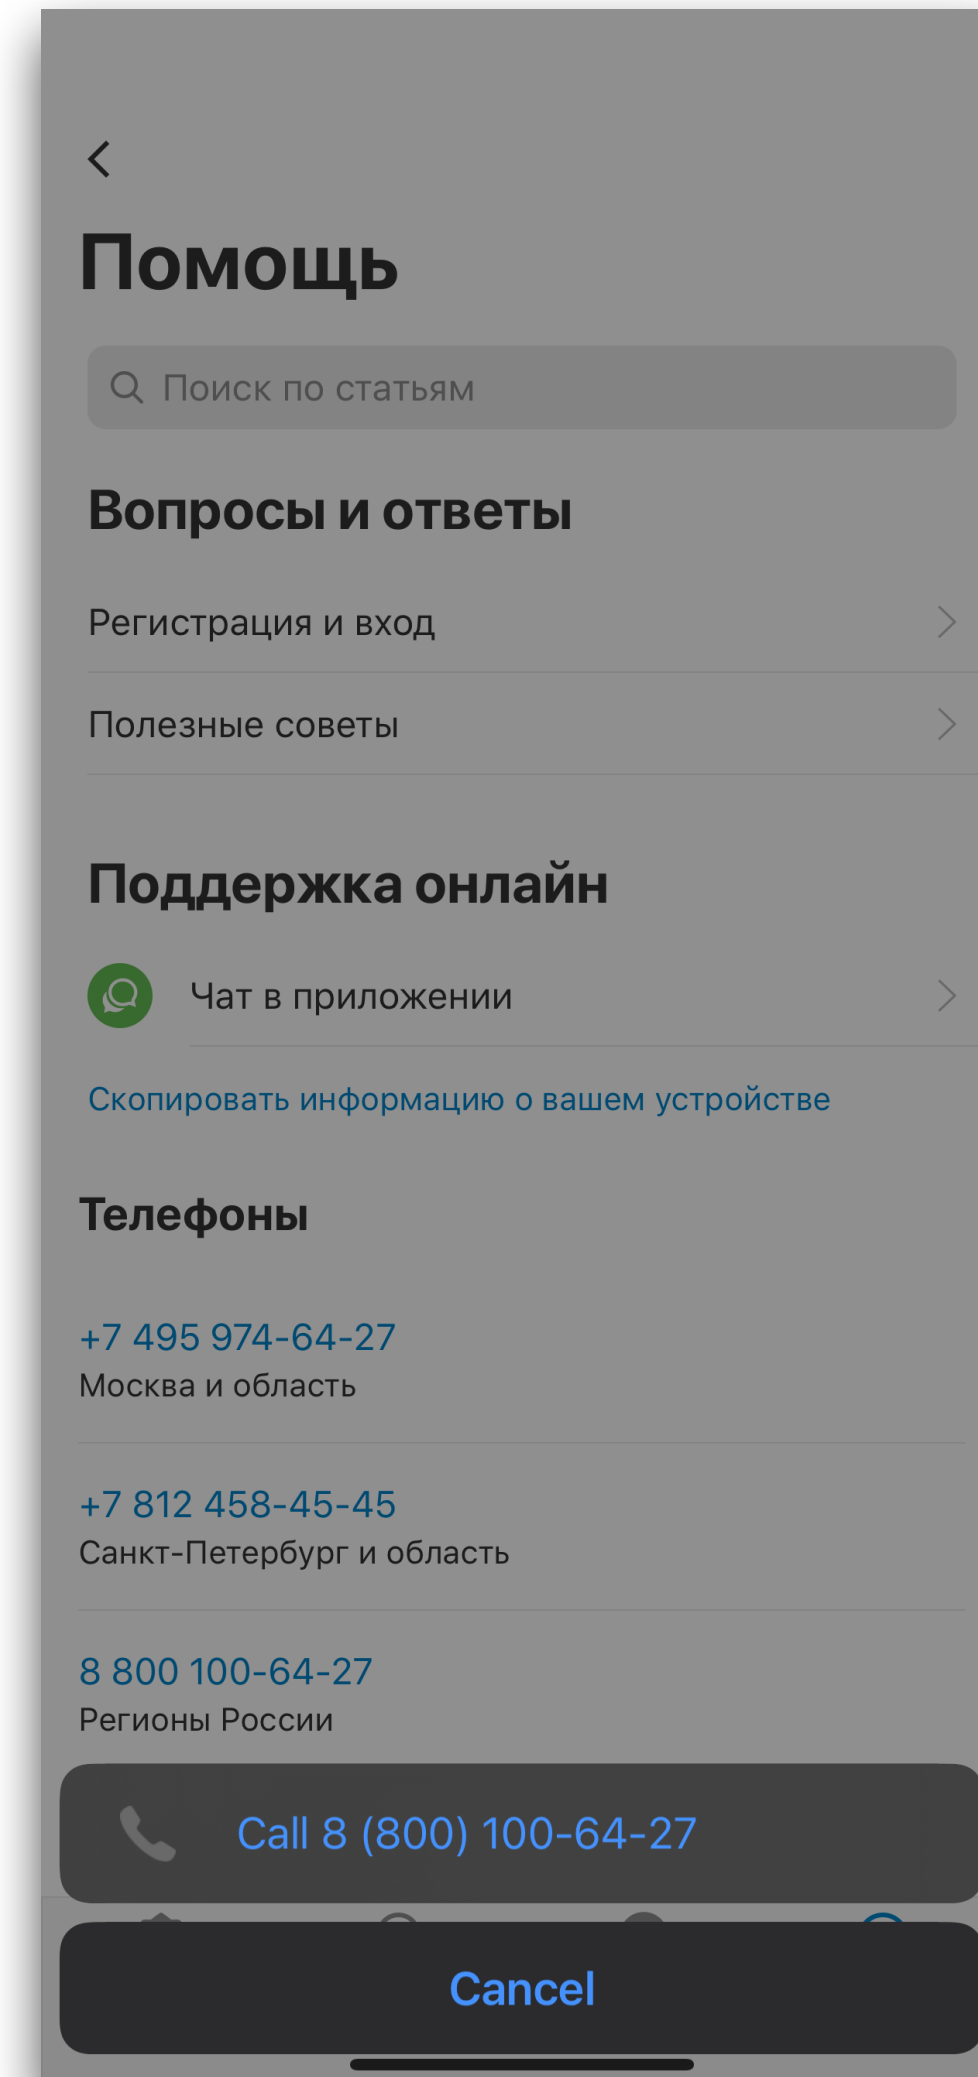 Помощь
Поиск по статьям
Вопросы и ответы
Регистрация и вход
Полезные советы
Поддержка онлайн
Чат в приложении
Скопировать информацию о вашем устройстве
Телефоны
+7 495 974-64-27
Москва и область
+7 812 458-45-45
Санкт-Петербург и область
8 800 100-64-27
Регионы России
Call 8 (800) 100-64-27
Cancel